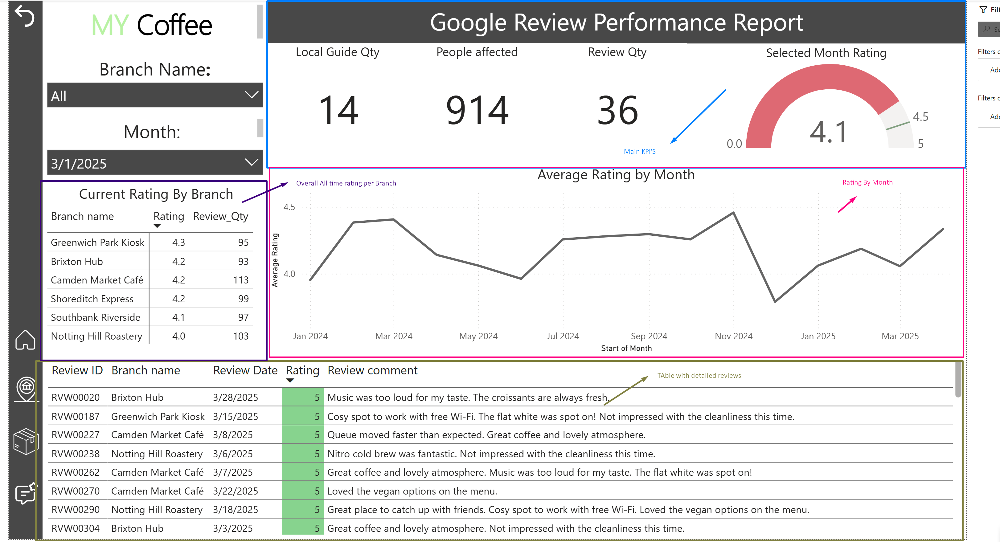 MY Coffee
Google Review Performance Report
Branch Name:
All
Month:
3/1/2025
Local Guide Qty
14
People affected
914
Review Qty
36
Selected Month Rating
4.1
0.0
4.5
5
Main KPI'S
Current Rating By Branch
Overall All time rating per Branch
Branch name Rating Review_Qty
Greenwich Park Kiosk 4.3 95
Brixton Hub 4.2 93
Camden Market Café 4.2 113
Shoreditch Express 4.2 99
Southbank Riverside 4.1 97
Notting Hill Roastery 4.0 103
Average Rating by Month
Rating By Month
Average Rating
4.5
4.0
Jan 2024 Mar 2024 May 2024 Jul 2024 Sep 2024 Nov 2024 Jan 2025 Mar 2025
Start of Month
TAble with detailed reviews
Review ID Branch name Review Date Rating Review comment
RVW00020 Brixton Hub 3/28/2025 5 Music was too loud for my taste. The croissants are always fresh.
RVW00187 Greenwich Park Kiosk 3/15/2025 5 Cosy spot to work with free Wi-Fi. The flat white was spot on! Not impressed with the cleanliness this time.
RVW00227 Camden Market Café 3/8/2025 5 Queue moved faster than expected. Great coffee and lovely atmosphere.
RVW00238 Notting Hill Roastery 3/6/2025 5 Nitro cold brew was fantastic. Not impressed with the cleanliness this time.
RVW00262 Camden Market Café 3/7/2025 5 Great coffee and lovely atmosphere. Music was too loud for my taste. The flat white was spot on!
RVW00270 Camden Market Café 3/22/2025 5 Loved the vegan options on the menu.
RVW00290 Notting Hill Roastery 3/18/2025 5 Great place to catch up with friends. Cosy spot to work with free Wi-Fi. Loved the vegan options on the menu.
RVW00304 Brixton Hub 3/3/2025 5 Great coffee and lovely atmosphere. Not impressed with the cleanliness this time.
Filters
Filters